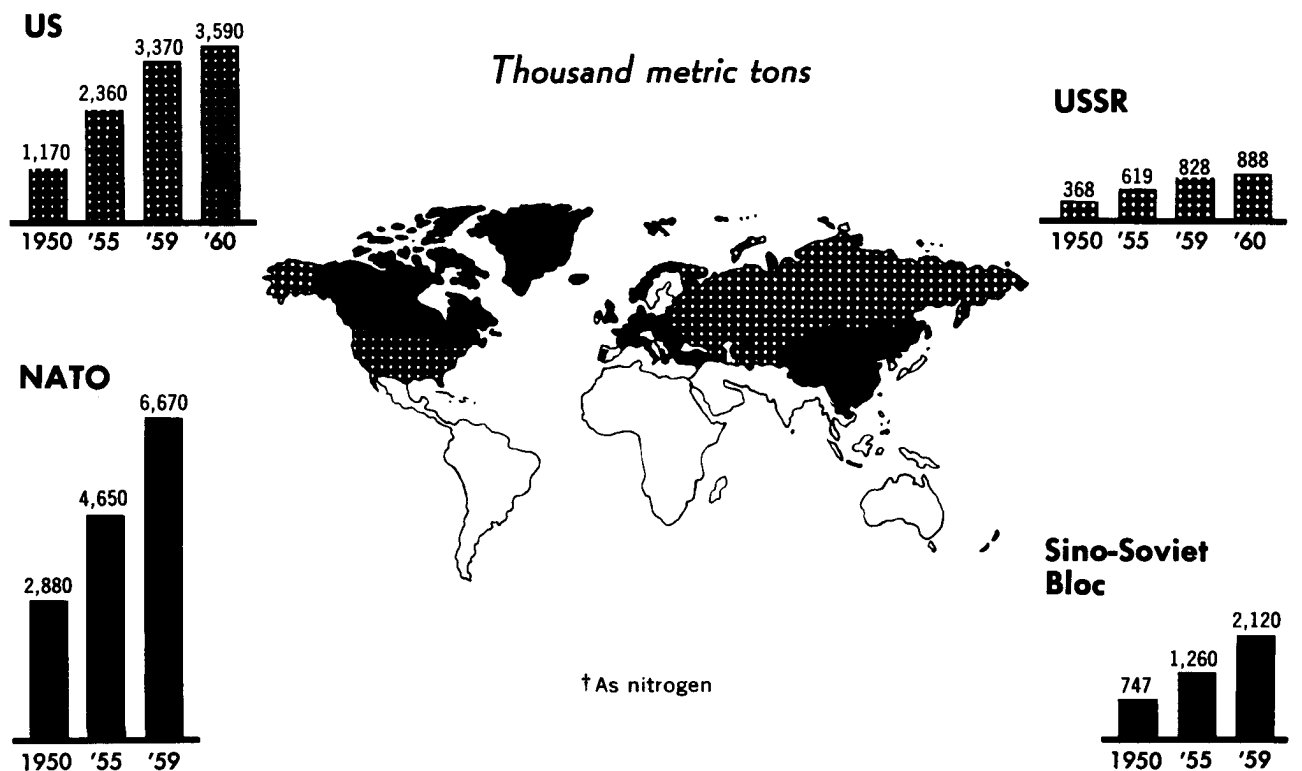 US
1,170
2,360
3,370
3,590
1950 '55 '59 '60
Thousand metric tons
USSR
368
619
828
888
1950 '55 '59 '60
NATO
2,880
4,650
6,670
1950 '55 '59
Sino-Soviet
Bloc
747
1,260
2,120
1950 '55 '59
†As nitrogen